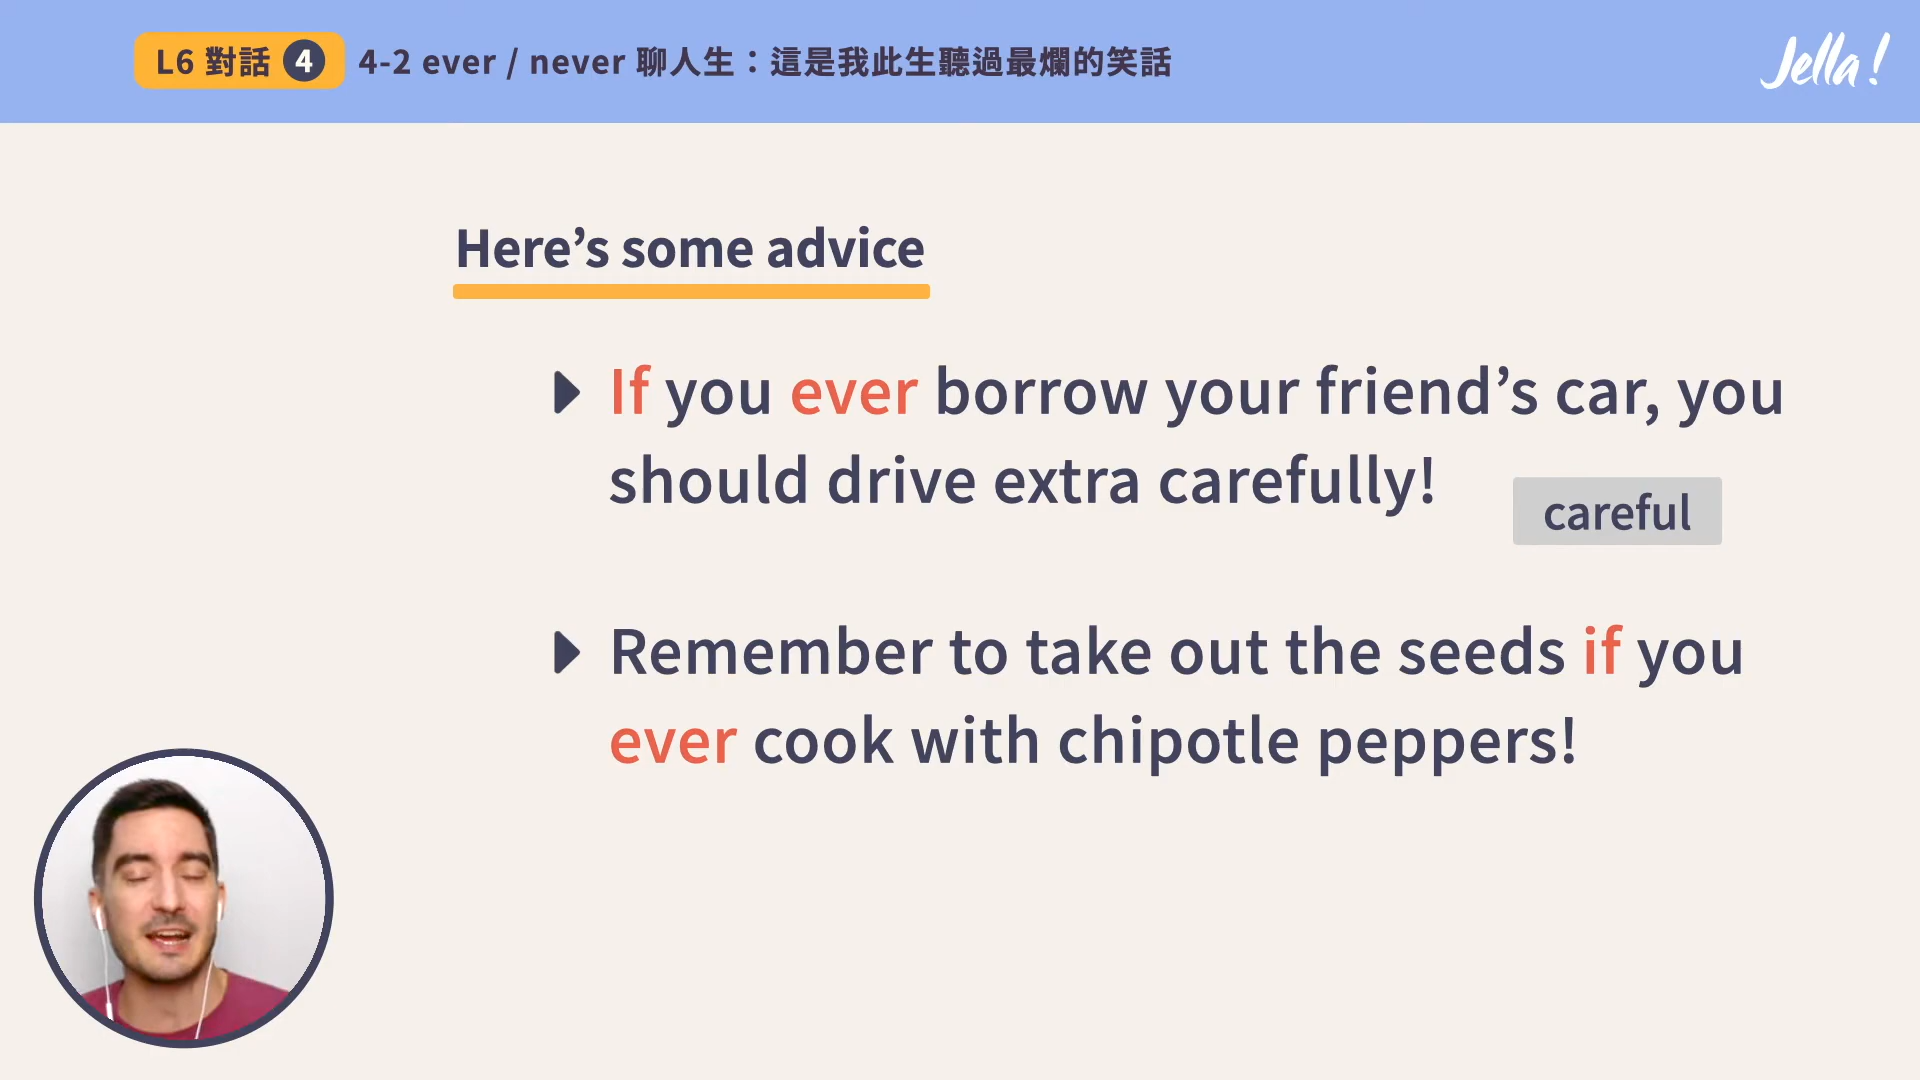 L6 對話 4 4-2 ever / never 聊人生：這是我此生聽過最爛的笑話
Jella!
Here’s some advice
If you ever borrow your friend’s car, you
should drive extra carefully!
careful
Remember to take out the seeds if you
ever cook with chipotle peppers!